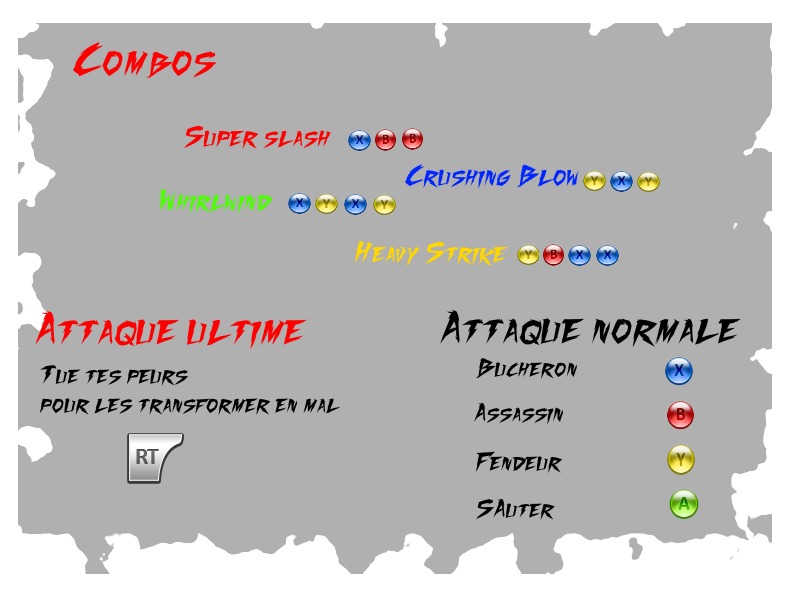 Combos
Super slash X B B
Crushing Blow Y X Y
Whirlwind X Y X Y
Heavy Strike Y B X X
Attaque ultime
Tue tes peurs
pour les transformer en mal
RT
Attaque normale
Bucheron X
Assassin B
Fendeur Y
Sauter A